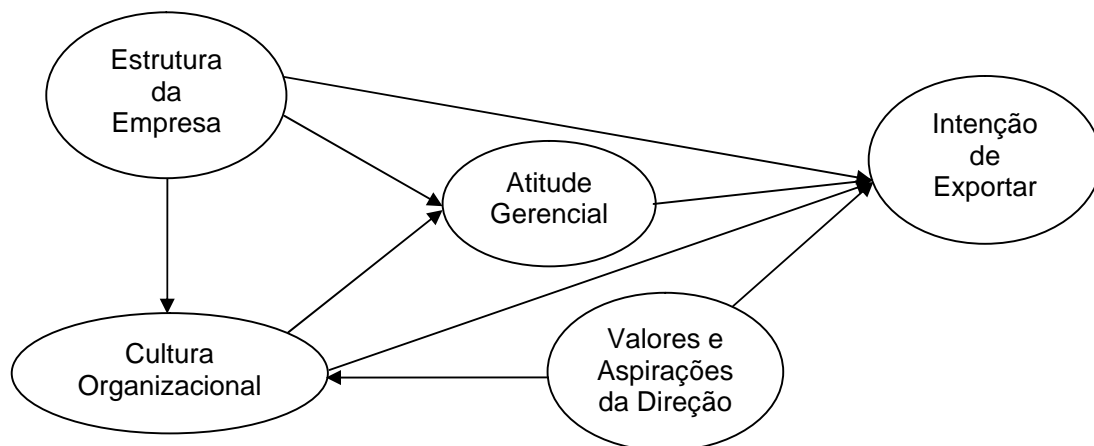 Estrutura
da
Empresa
Intenção
de
Exportar
Atitude
Gerencial
Cultura
Organizacional
Valores e
Aspirações
da Direção